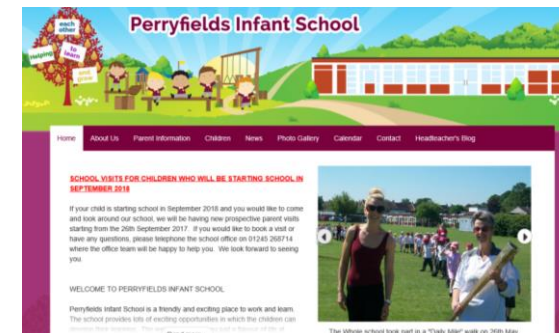 Perryfields Infant School
each
other
Helping
to
learn
and
grow
Home About Us Parent Information Children News Photo Gallery Calendar Contact Headteacher's Blog
SCHOOL VISITS FOR CHILDREN WHO WILL BE STARTING SCHOOL IN
SEPTEMBER 2018
If your child is starting school in September 2018 and you would like to come
and look around our school, we will be having new prospective parent visits
starting from the 26th September 2017. If you would like to book a visit or
have any questions, please telephone the school office on 01245 268714
where the office team will be happy to help you. We look forward to seeing
you.
WELCOME TO PERRYFIELDS INFANT SCHOOL
Perryfields Infant School is a friendly and exciting place to work and learn.
The school provides lots of exciting opportunities in which the children can
The Whole school took part in a "Daily Mile" walk on 26th May